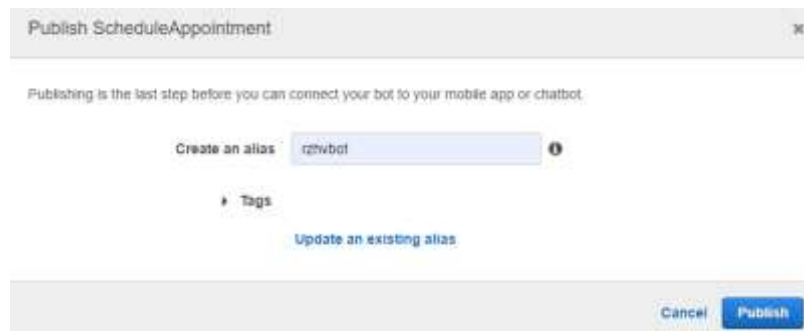 Publish ScheduleAppointment
Publishing is the last step before you can connect your bot to your mobile app or chatbot.
Create an alias rzhvbot
Tags
Update an existing alias
Cancel Publish